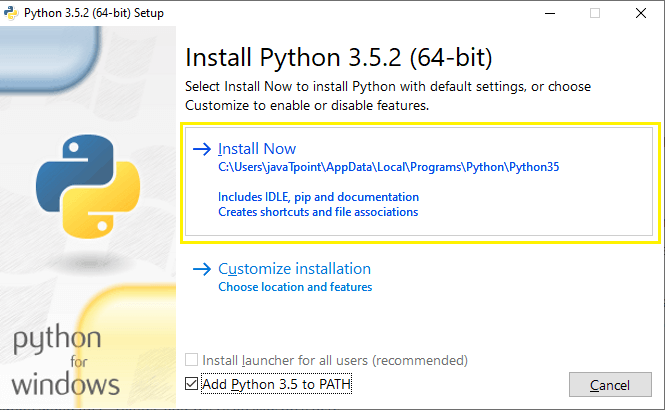 Python 3.5.2 (64-bit) Setup
Install Python 3.5.2 (64-bit)
Select Install Now to install Python with default settings, or choose
Customize to enable or disable features.
Install Now
C:\Users\javaTpoint\AppData\Local\Programs\Python\Python35
Includes IDLE, pip and documentation
Creates shortcuts and file associations
Customize installation
Choose location and features
Install launcher for all users (recommended)
Add Python 3.5 to PATH
Cancel
python
for
windows